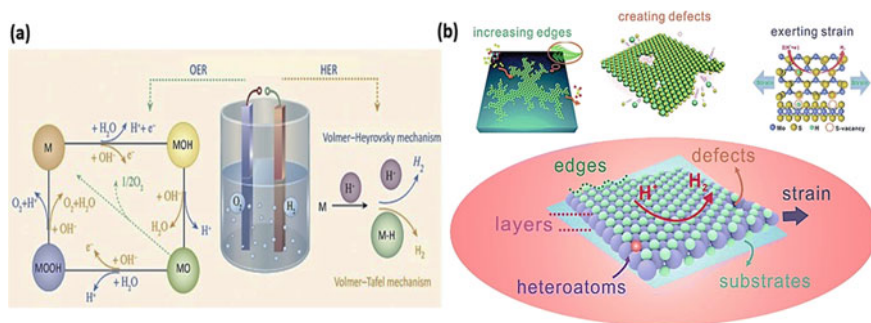 (a)
OER
HER
+ H₂O
H⁺+ e⁻
M
MOH
+ OH⁻
e⁻
Volmer–Heyrovsky mechanism
1/2O₂
O₂+H⁺
O₂+H₂O
+ OH⁻
+ OH⁻
H₂O
H⁺
O₂
H₂
H⁺
H⁺
H₂
M
M-H
H₂
e⁻
+ OH⁻
MOOH
MO
+ H₂O
H⁺
Volmer–Tafel mechanism
(b)
increasing edges
creating defects
exerting strain
Mo
S
H
S-vacancy
edges
defects
H⁺
H₂
strain
layers
heteroatoms
substrates